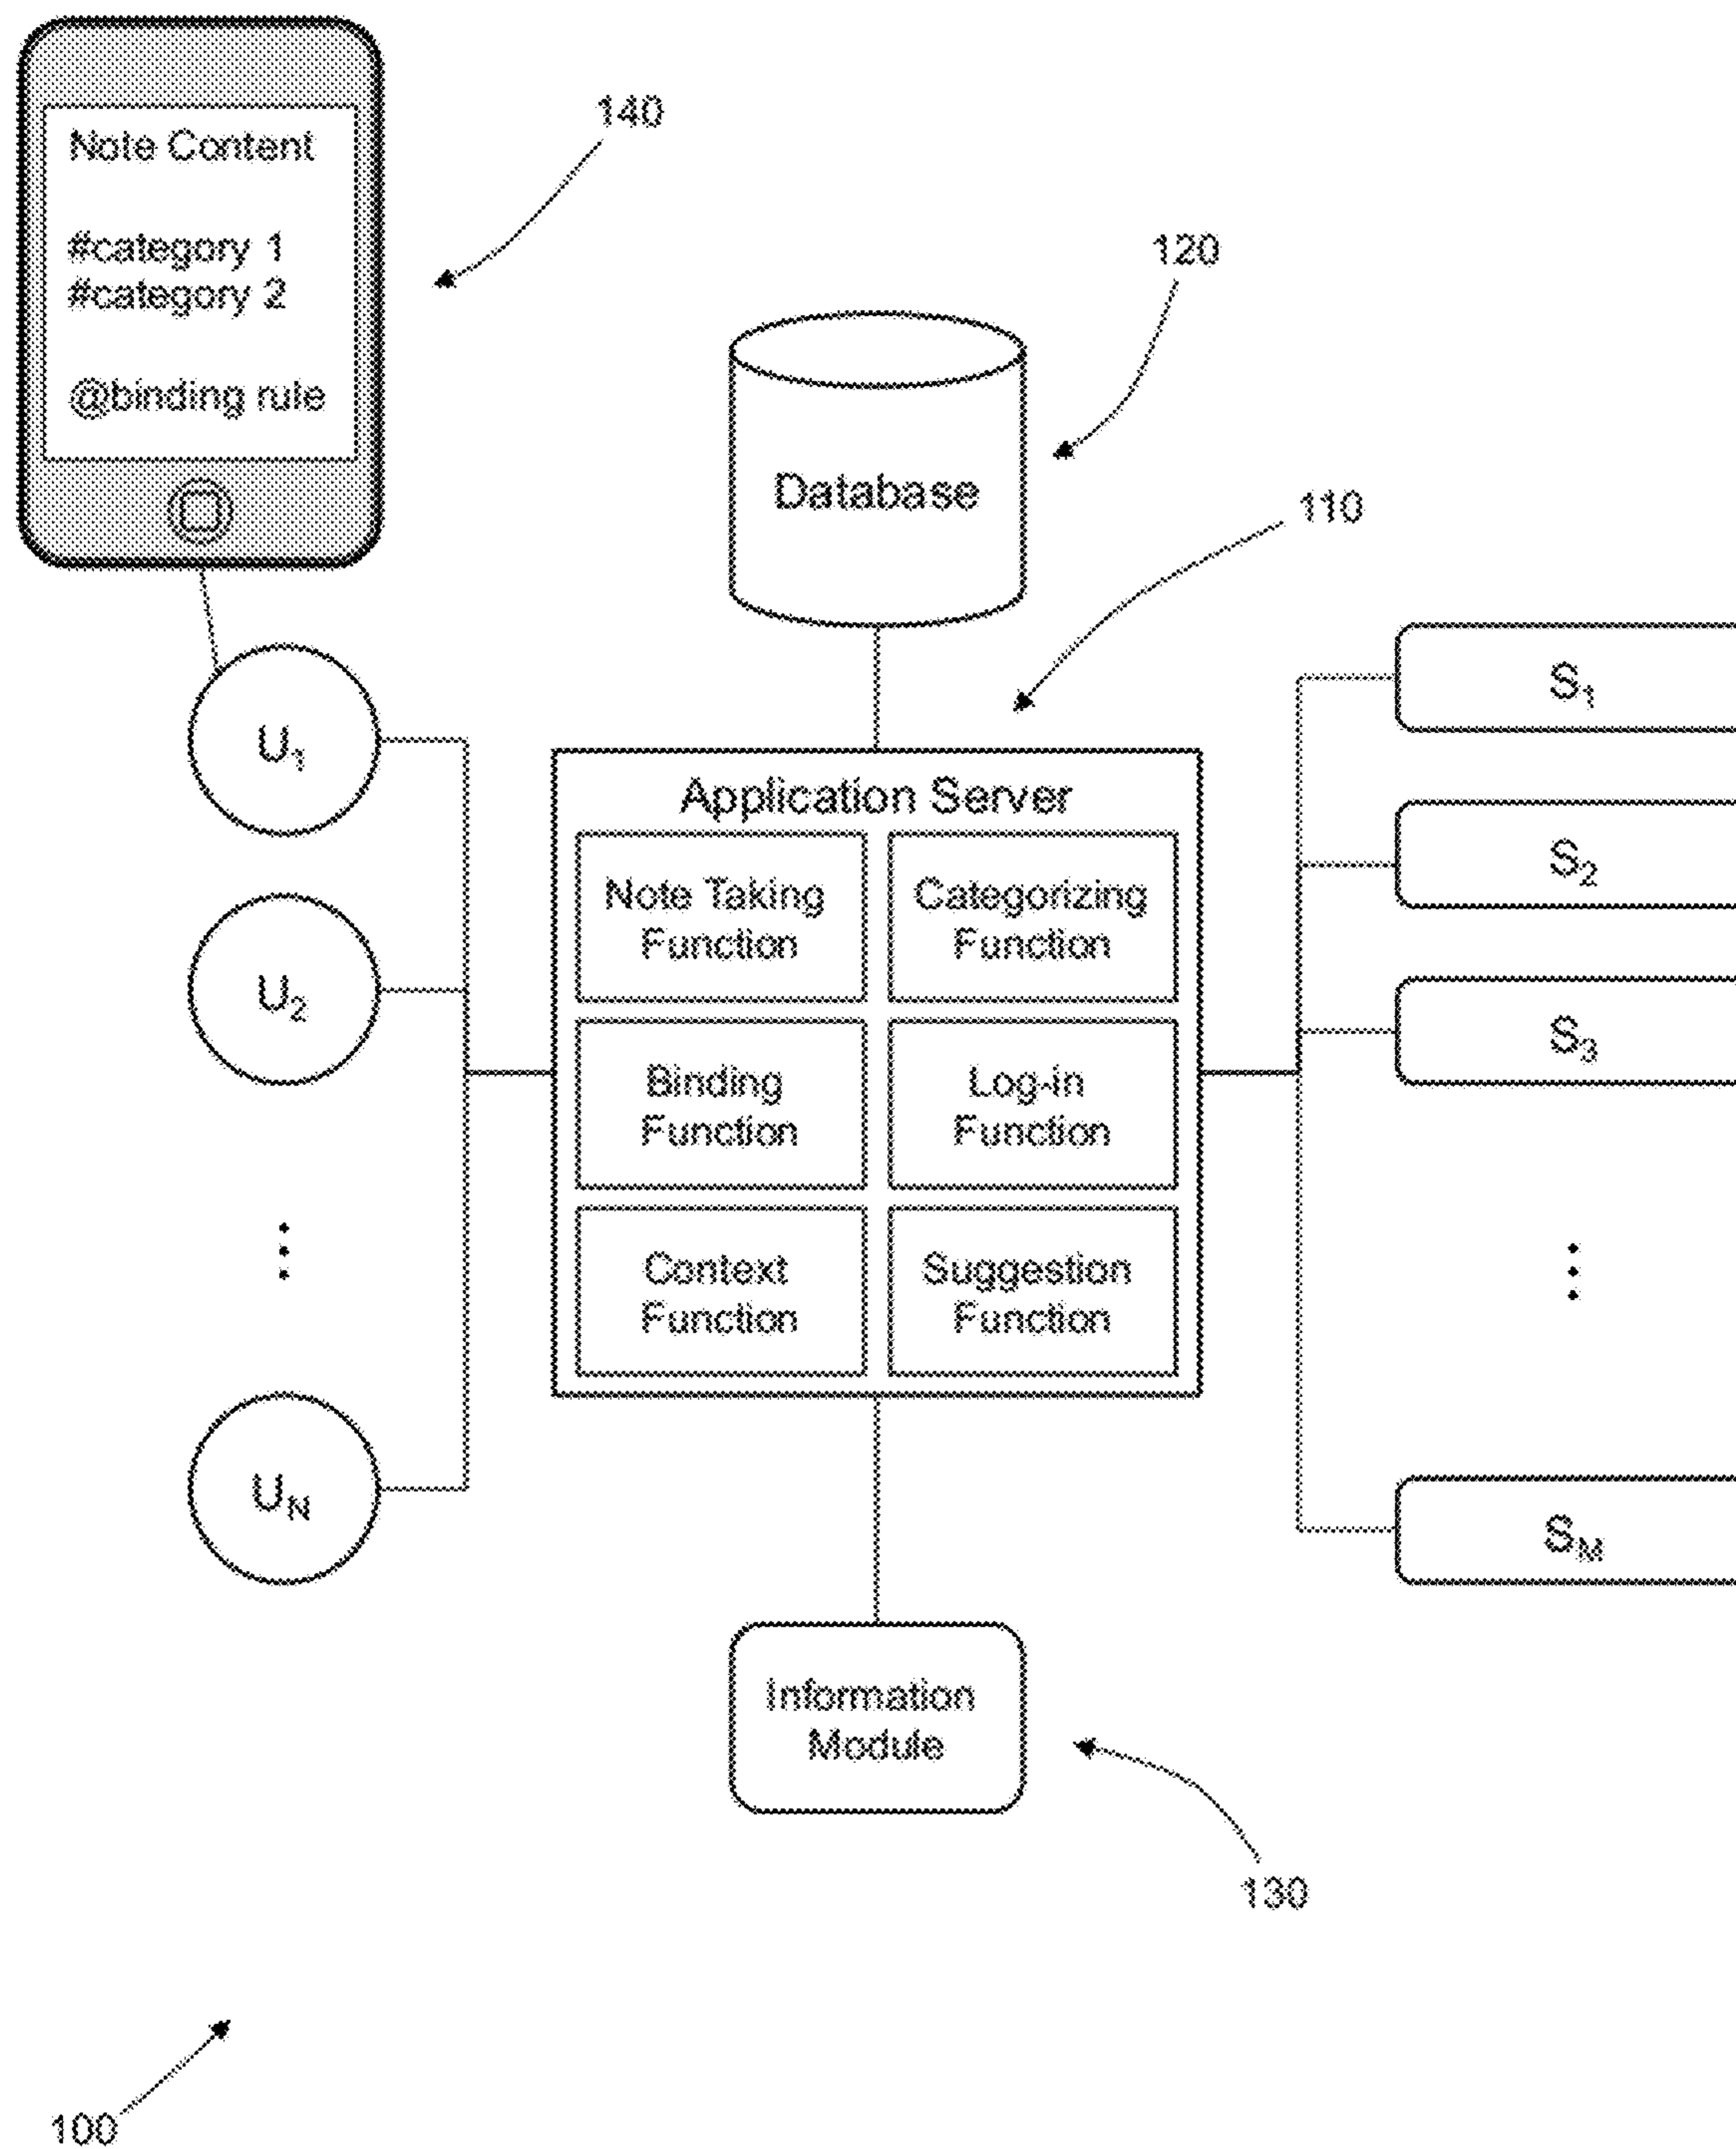 Note Content
#category 1
#category 2
@binding rule
140
120
Database
110
U1
U2
UN
Application Server
Note Taking
Function
Categorizing
Function
Binding
Function
Log-in
Function
Context
Function
Suggestion
Function
S1
S2
S3
SM
Information
Module
130
100